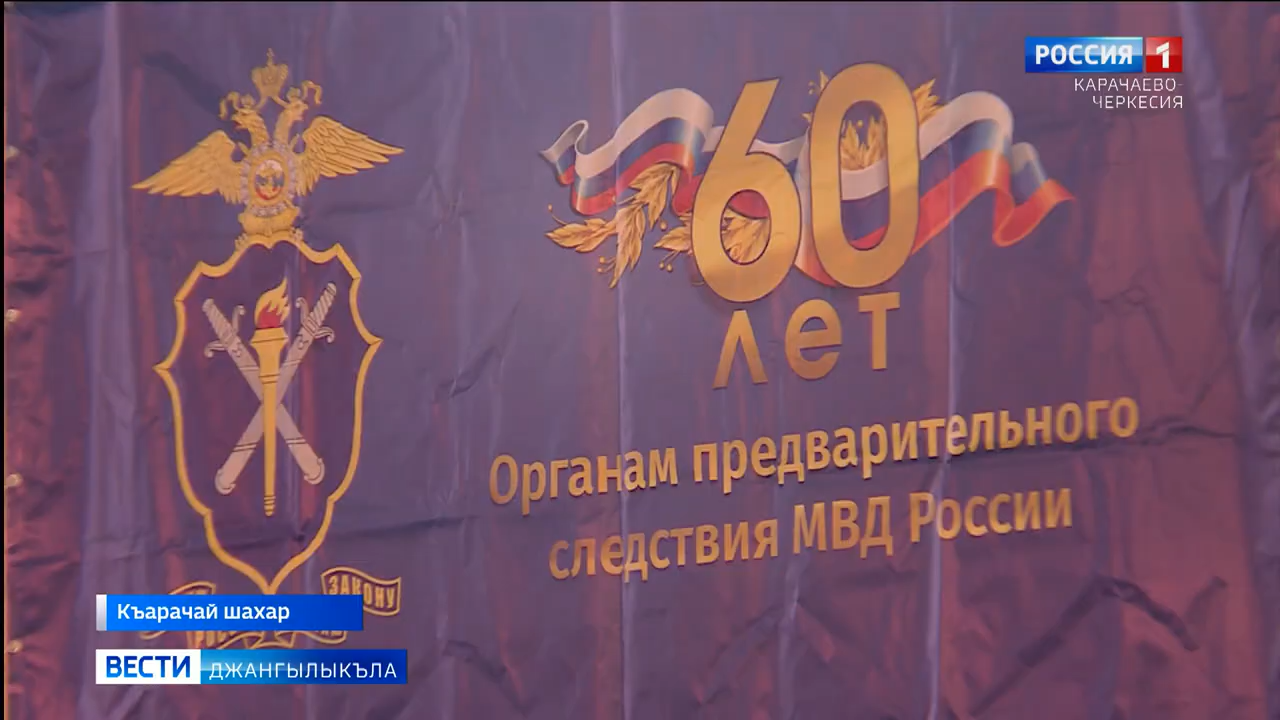 РОССИЯ 1
КАРАЧАЕВО-
ЧЕРКЕСИЯ
60
лет
Органам предварительного
следствия МВД России
ЗАКОНУ
Къарачай шахар
ВЕСТИ ДЖАНГЫЛЫКЪЛА